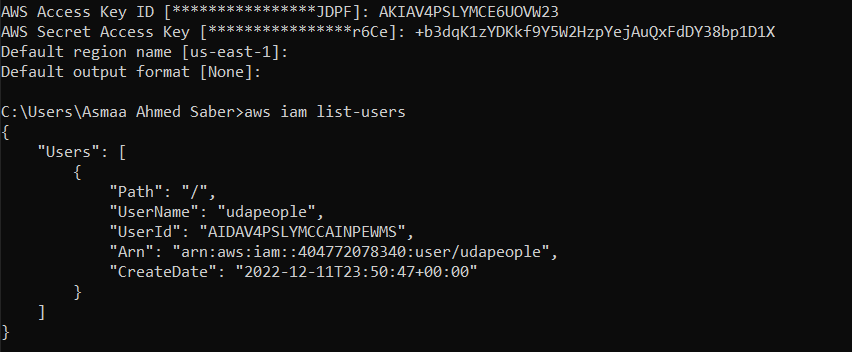 AWS Access Key ID [****************JDPF]: AKIAV4PSLYMCE6UOVW23
AWS Secret Access Key [****************r6Ce]: 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
Default region name [us-east-1]:
Default output format [None]:
C:\Users\Asmaa Ahmed Saber>aws iam list-users
{
    "Users": [
        {
            "Path": "/",
            "UserName": "udapeople",
            "UserId": "AIDAV4PSLYMCCAINPEWMS",
            "Arn": "arn:aws:iam::404772078340:user/udapeople",
            "CreateDate": "2022-12-11T23:50:47+00:00"
        }
    ]
}